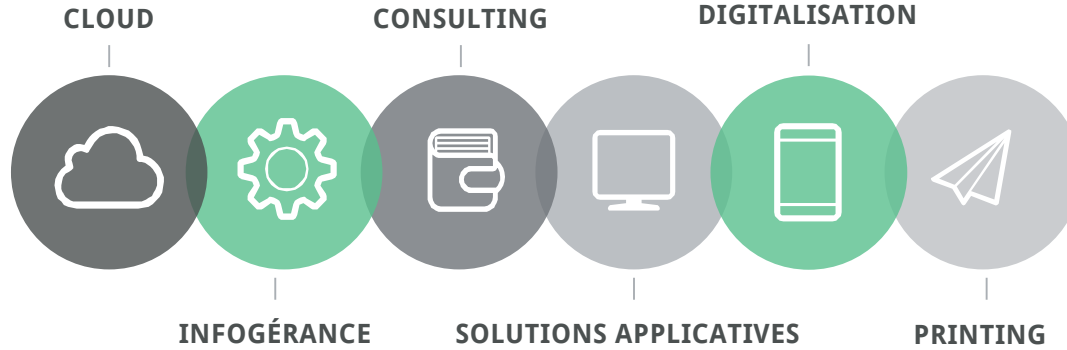 CLOUD
CONSULTING
DIGITALISATION
INFOGÉRANCE
SOLUTIONS APPLICATIVES
PRINTING